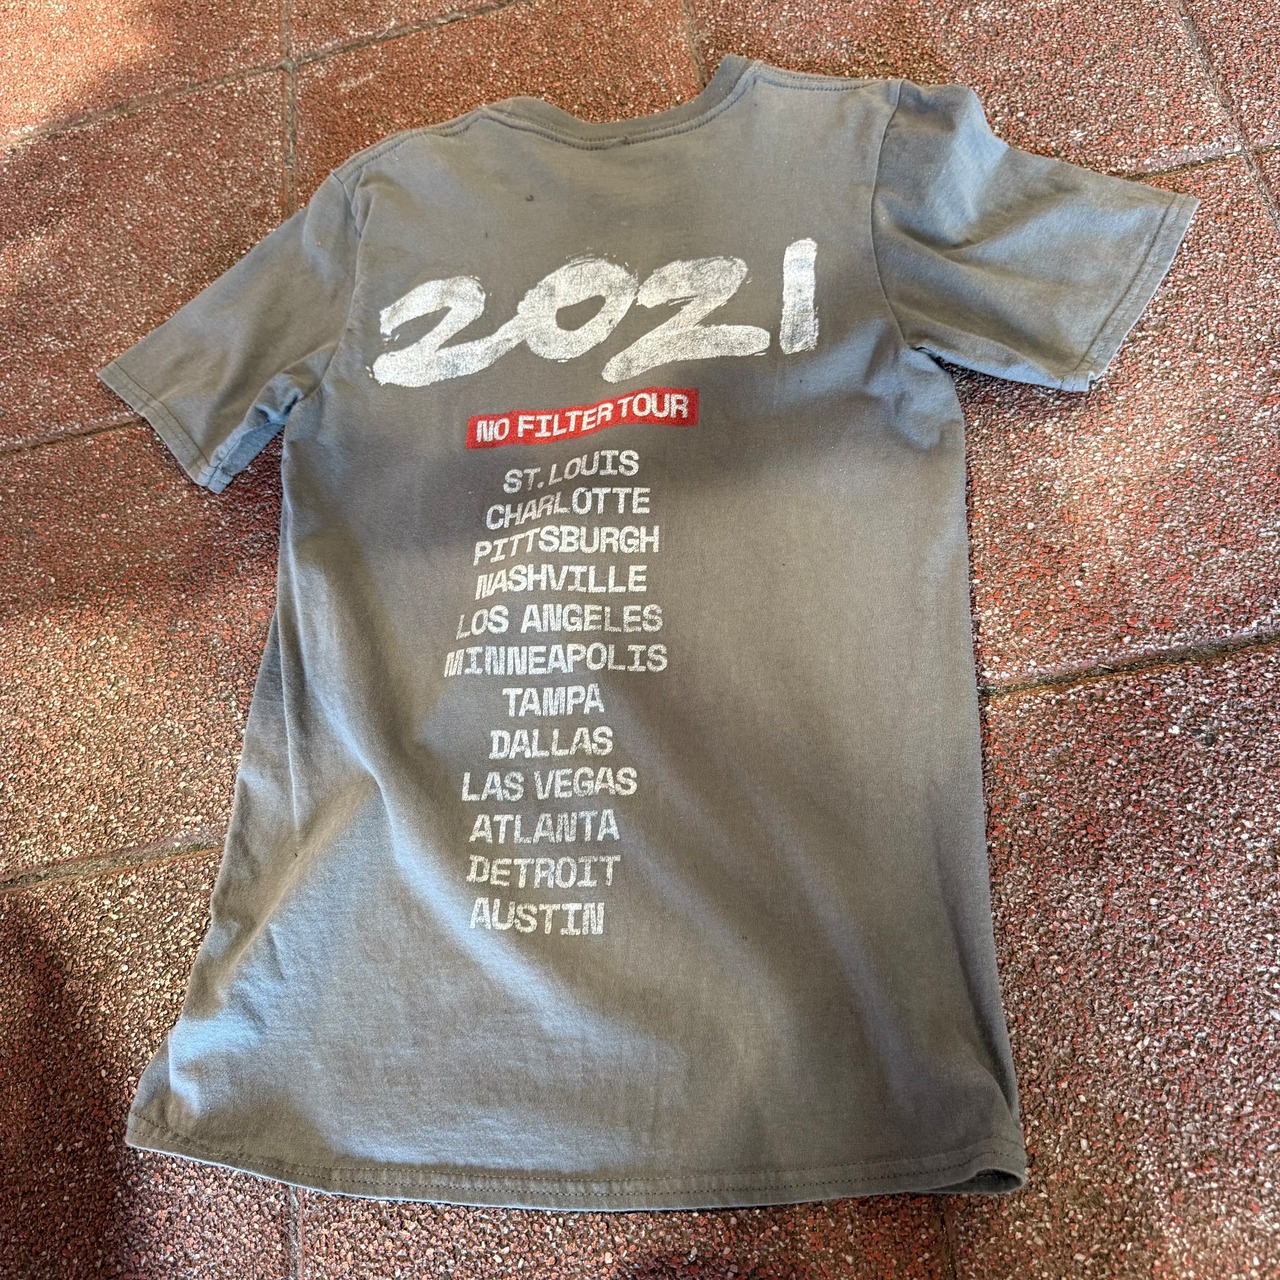 2021
NO FILTER TOUR
ST. LOUIS
CHARLOTTE
PITTSBURGH
NASHVILLE
LOS ANGELES
MINNEAPOLIS
TAMPA
DALLAS
LAS VEGAS
ATLANTA
DETROIT
AUSTIN